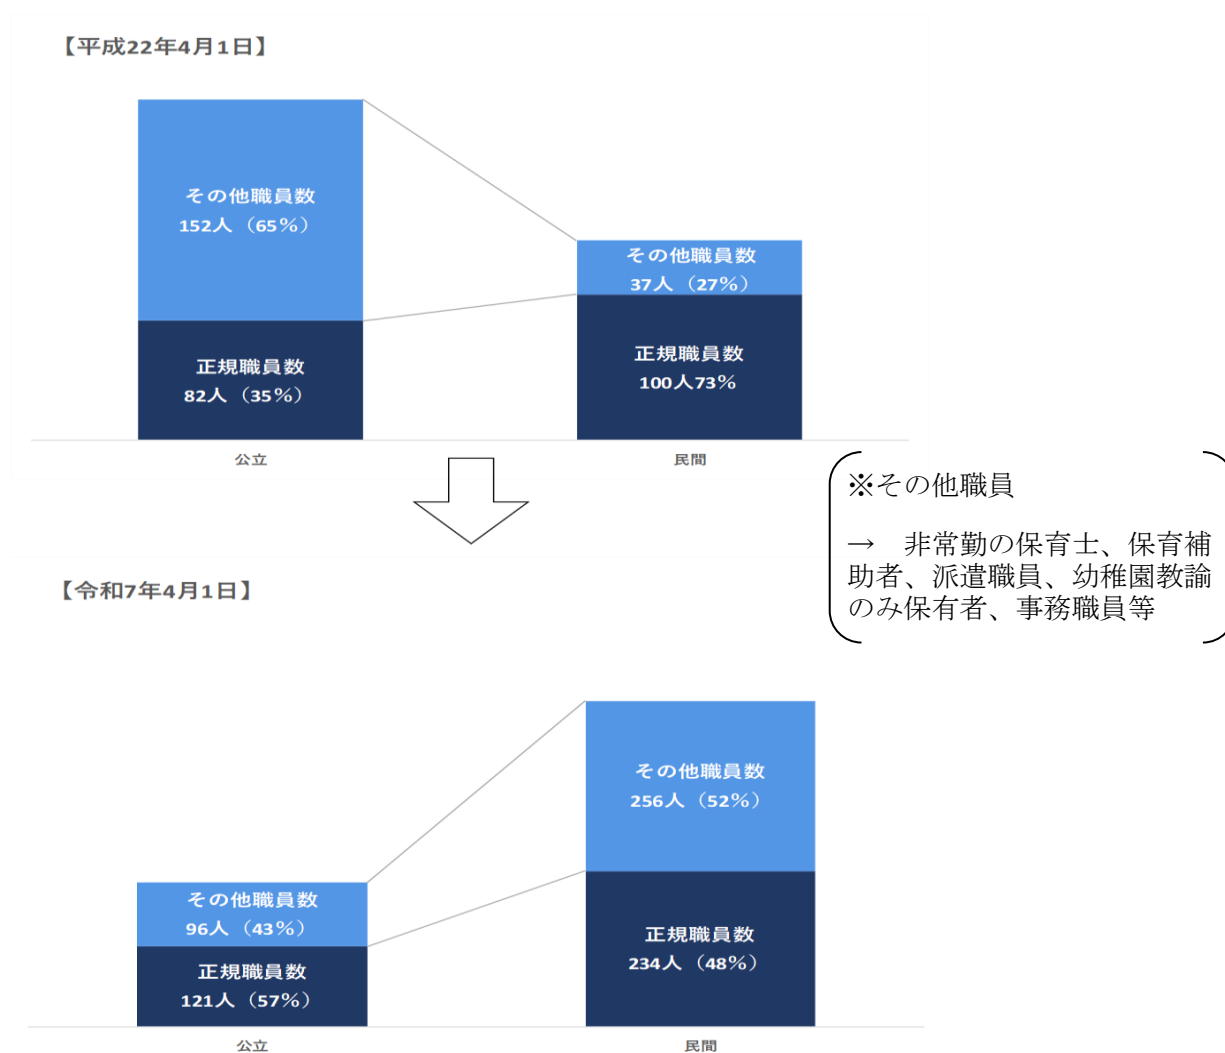 【平成22年4月1日】
その他職員数
152人（65%）
その他職員数
37人（27%）
正規職員数
82人（35%）
正規職員数
100人73%
公立
民間
※その他職員
→　非常勤の保育士、保育補
助者、派遣職員、幼稚園教諭
のみ保有者、事務職員等
【令和7年4月1日】
その他職員数
256人（52%）
その他職員数
96人（43%）
正規職員数
234人（48%）
正規職員数
121人（57%）
公立
民間